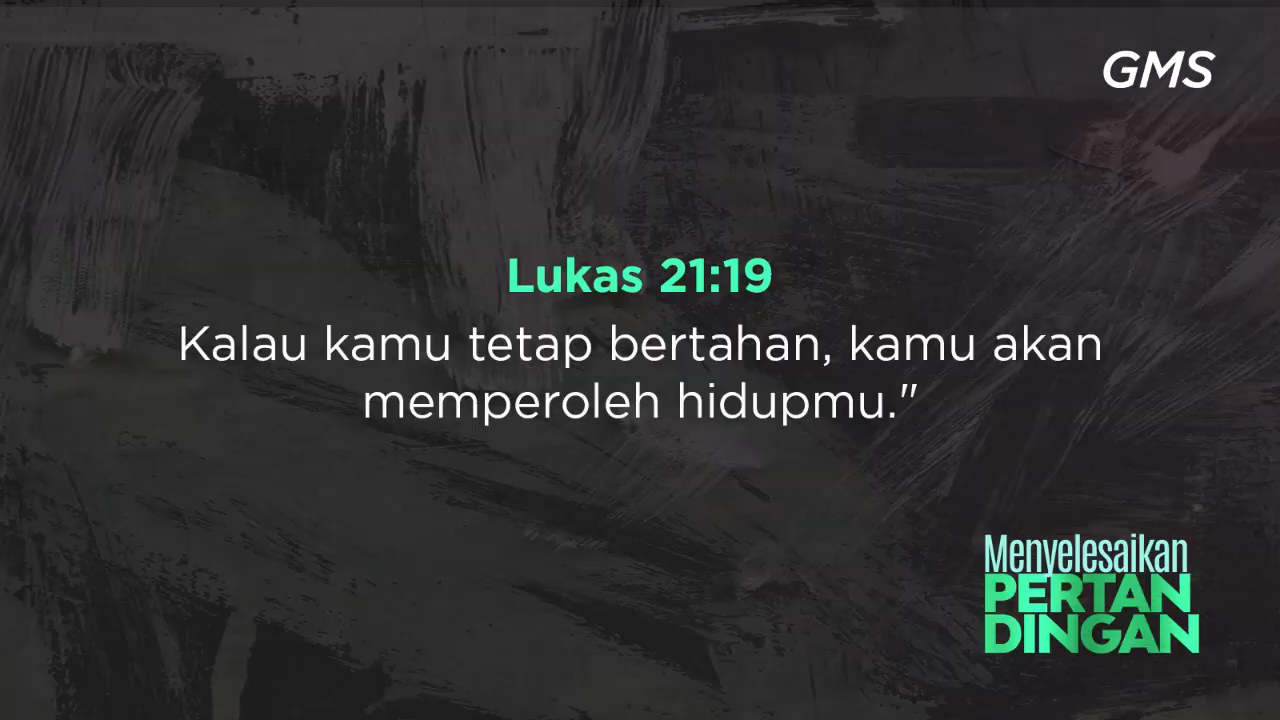 GMS
Lukas 21:19
Kalau kamu tetap bertahan, kamu akan
memperoleh hidupmu."
Menyelesaikan
PERTAN
DINGAN